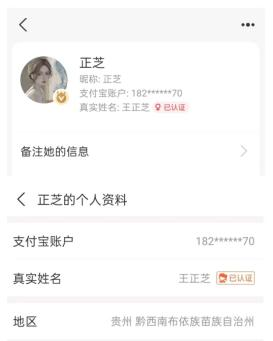 正芝
昵称: 正芝
支付宝账户: 182******70
真实姓名: 王正芝 已认证
备注她的信息
正芝的个人资料
支付宝账户 182******70
真实姓名 王正芝 已认证
地区 贵州 黔西南布依族苗族自治州